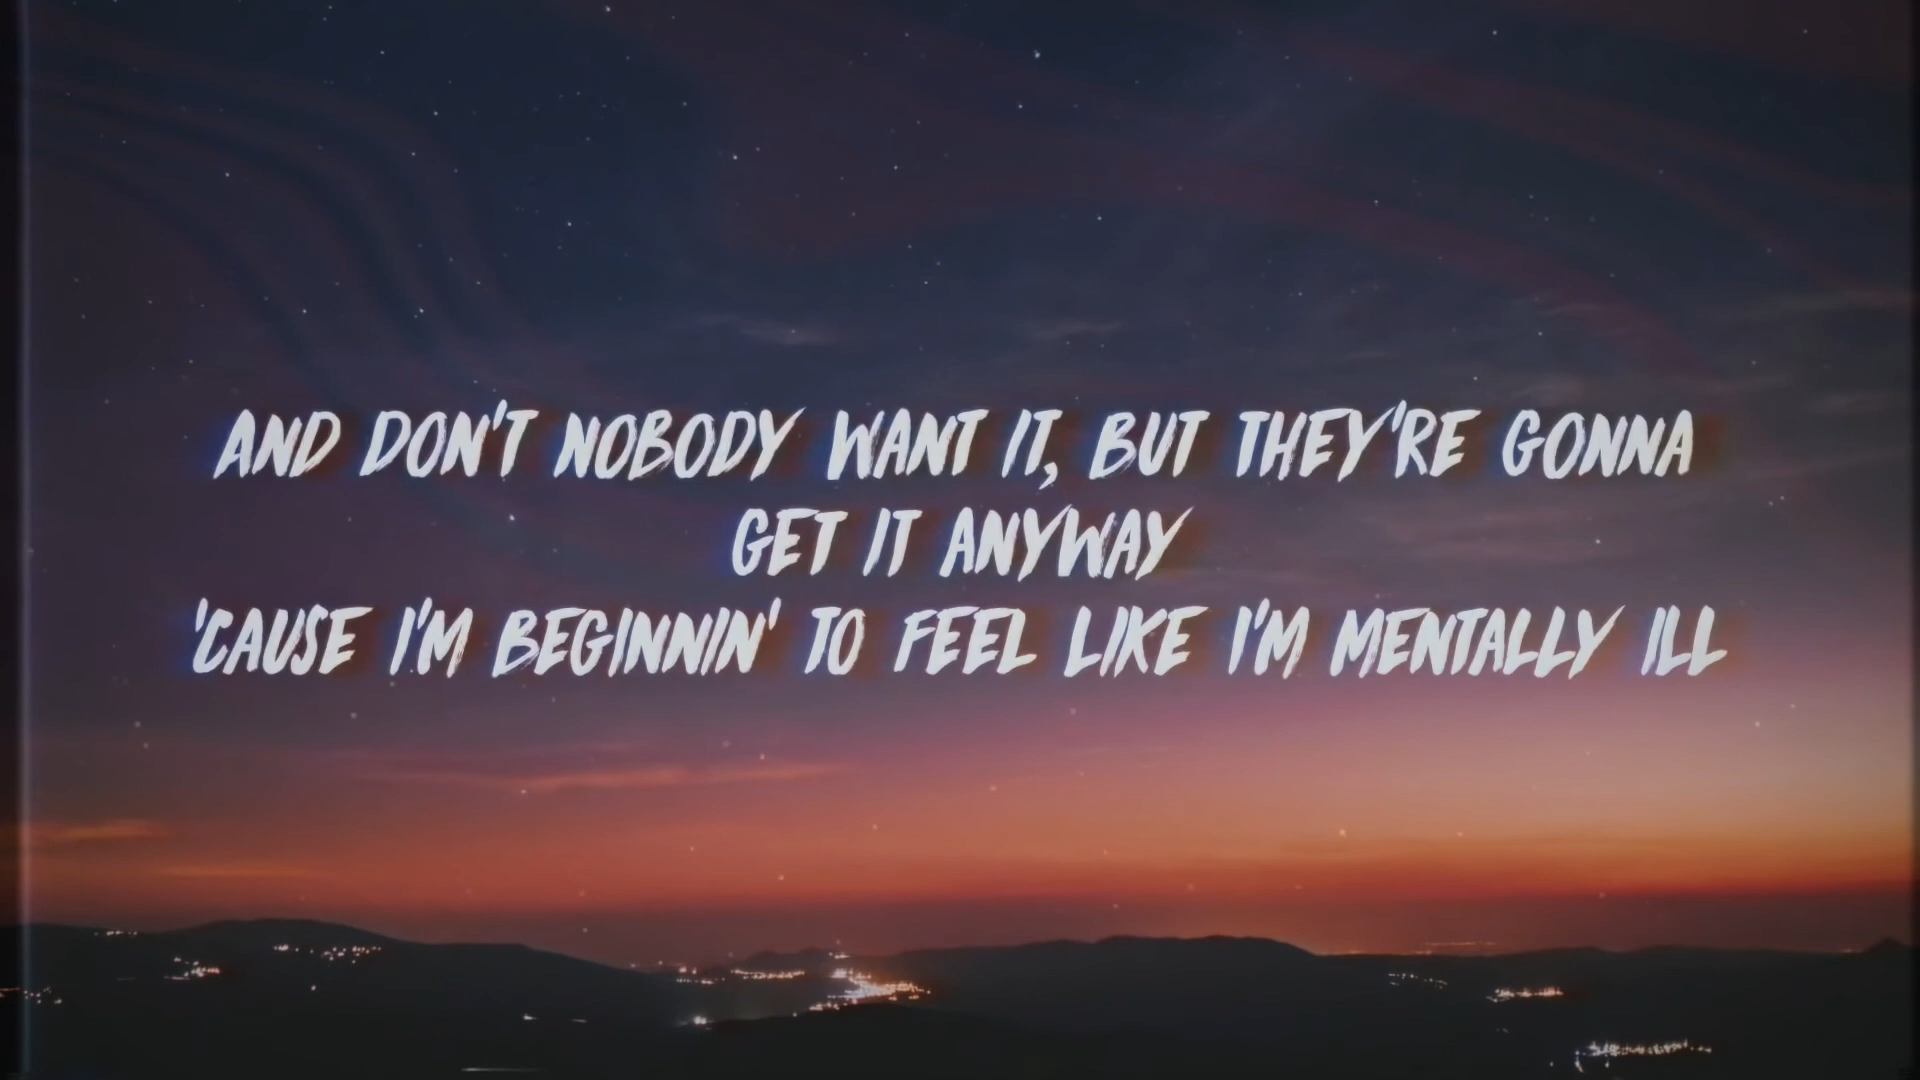 AND DON'T NOBODY WANT IT, BUT THEY'RE GONNA
GET IT ANYWAY
'CAUSE I'M BEGINNIN' TO FEEL LIKE I'M MENTALLY ILL